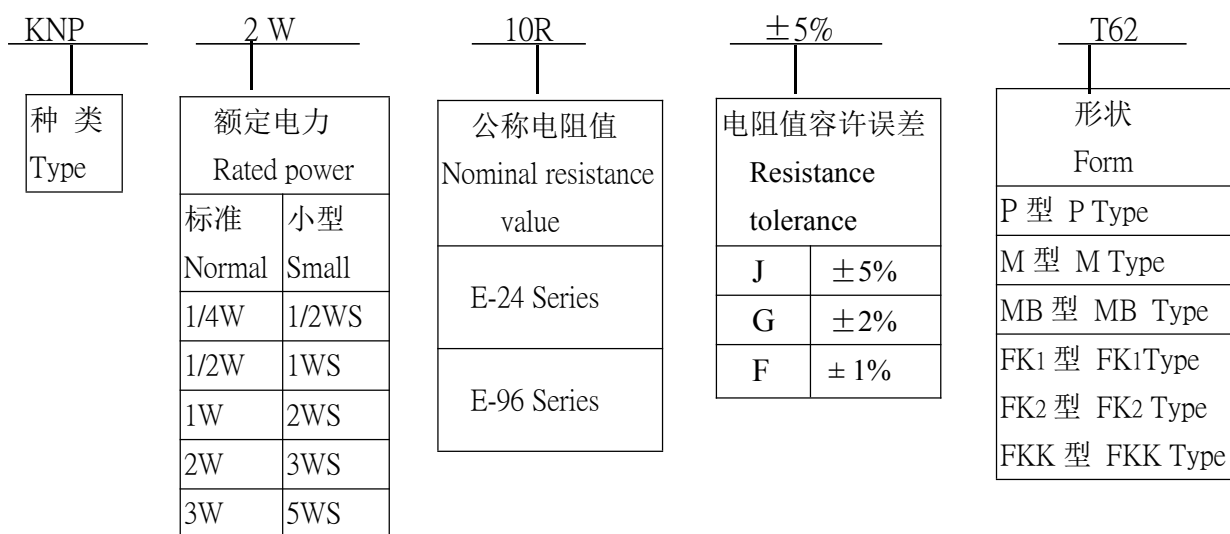 KNP 2 W 10R ±5% T62
种 类
Type
额定电力
Rated power
标准 小型
Normal Small
1/4W 1/2WS
1/2W 1WS
1W 2WS
2W 3WS
3W 5WS
公称电阻值
Nominal resistance
value
E-24 Series
E-96 Series
电阻值容许误差
Resistance
tolerance
J ±5%
G ±2%
F ± 1%
形状
Form
P 型 P Type
M 型 M Type
MB 型 MB Type
FK1 型 FK1Type
FK2 型 FK2 Type
FKK 型 FKK Type